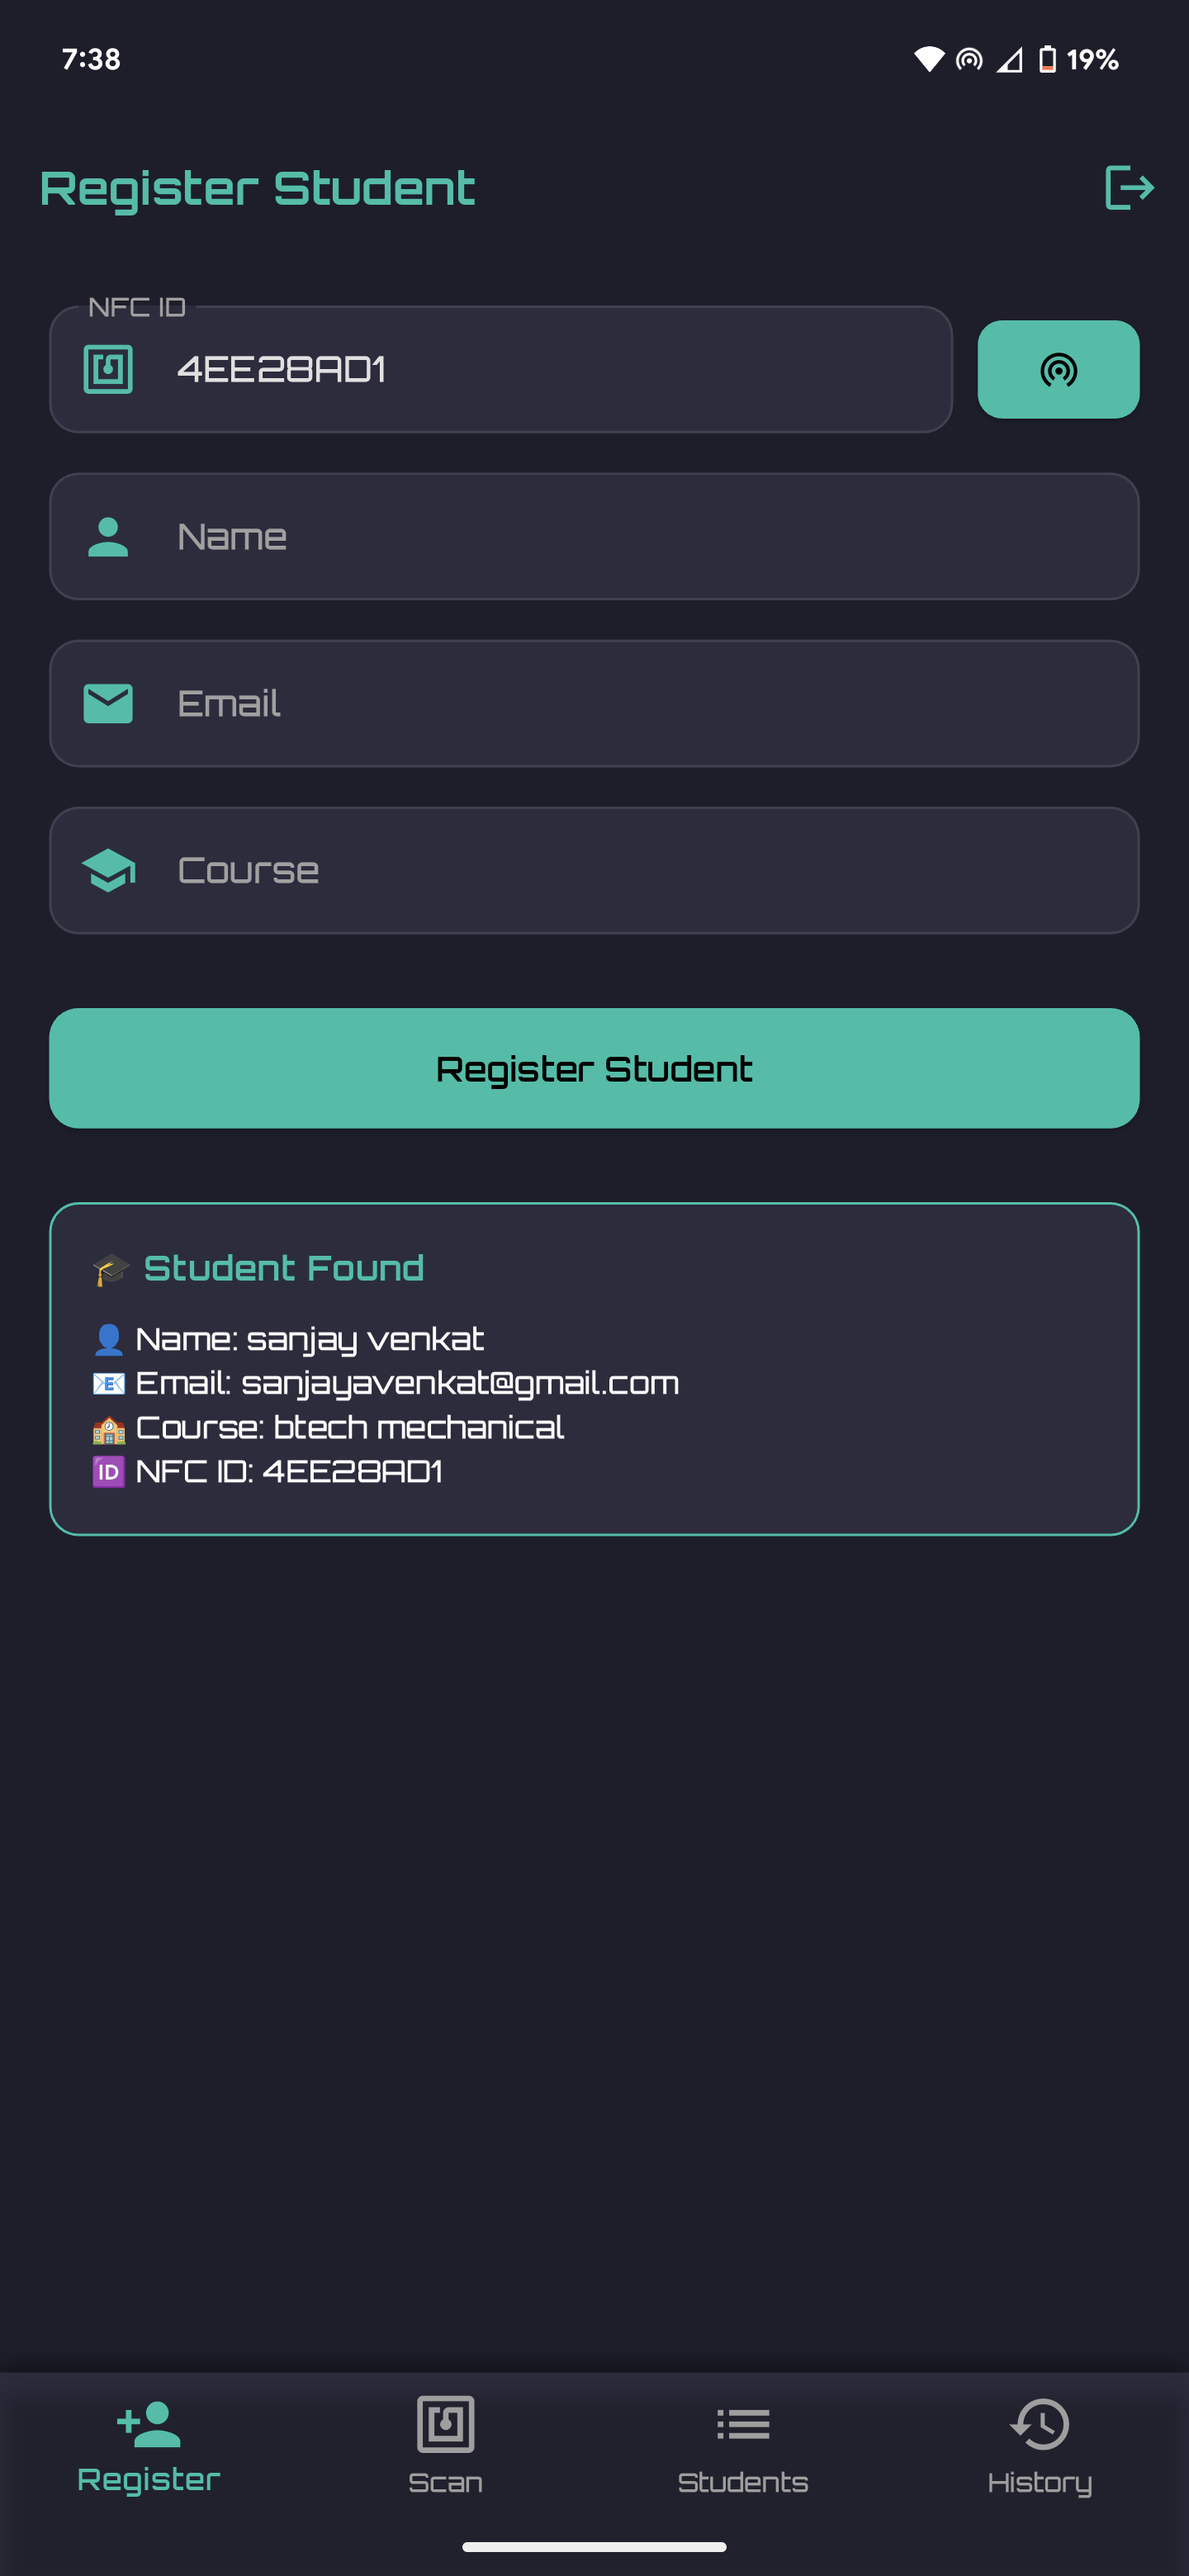 7:38
19%
Register Student
NFC ID
4EE28AD1
Name
Email
Course
Register Student
🎓 Student Found
👤 Name: sanjay venkat
📧 Email: sanjayavenkat@gmail.com
🏫 Course: btech mechanical
🆔 NFC ID: 4EE28AD1
Register
Scan
Students
History